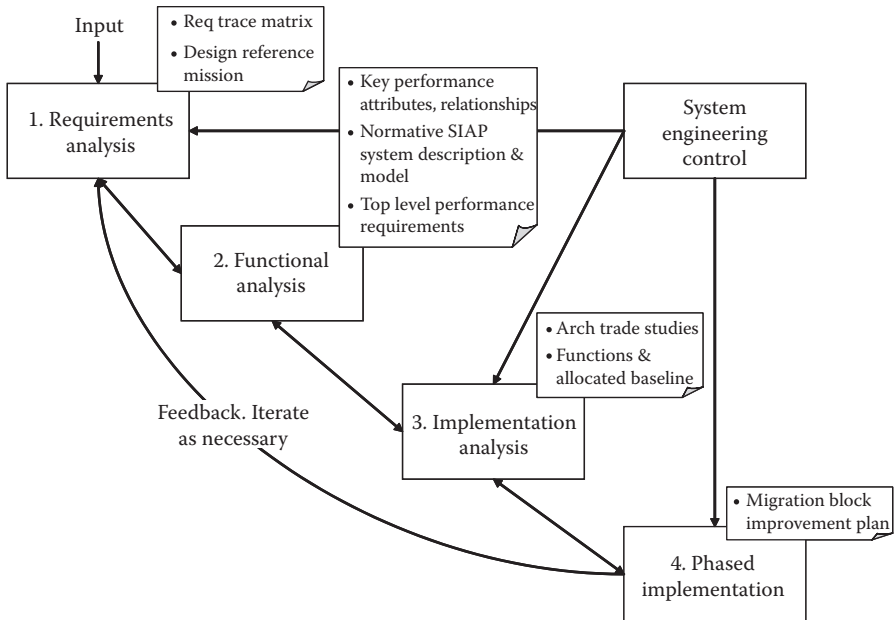 Input
• Req trace matrix
• Design reference
mission
1. Requirements
analysis
• Key performance
attributes, relationships
• Normative SIAP
system description &
model
• Top level performance
requirements
System
engineering
control
2. Functional
analysis
• Arch trade studies
• Functions &
allocated baseline
3. Implementation
analysis
Feedback. Iterate
as necessary
• Migration block
improvement plan
4. Phased
implementation